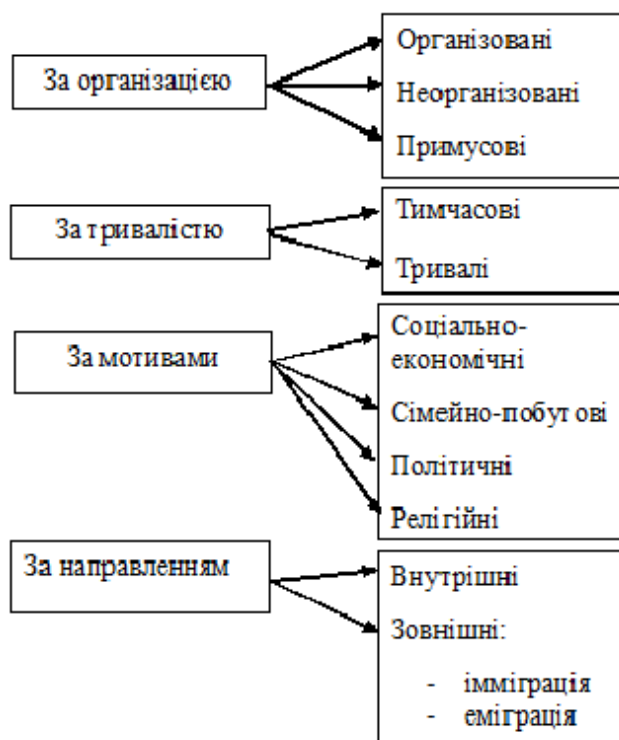 За організацією
Організовані
Неорганізовані
Примусові
За тривалістю
Тимчасові
Тривалі
За мотивами
Соціально-
економічні
Сімейно-побутові
Політичні
Релігійні
За направленням
Внутрішні
Зовнішні:
- імміграція
- еміграція